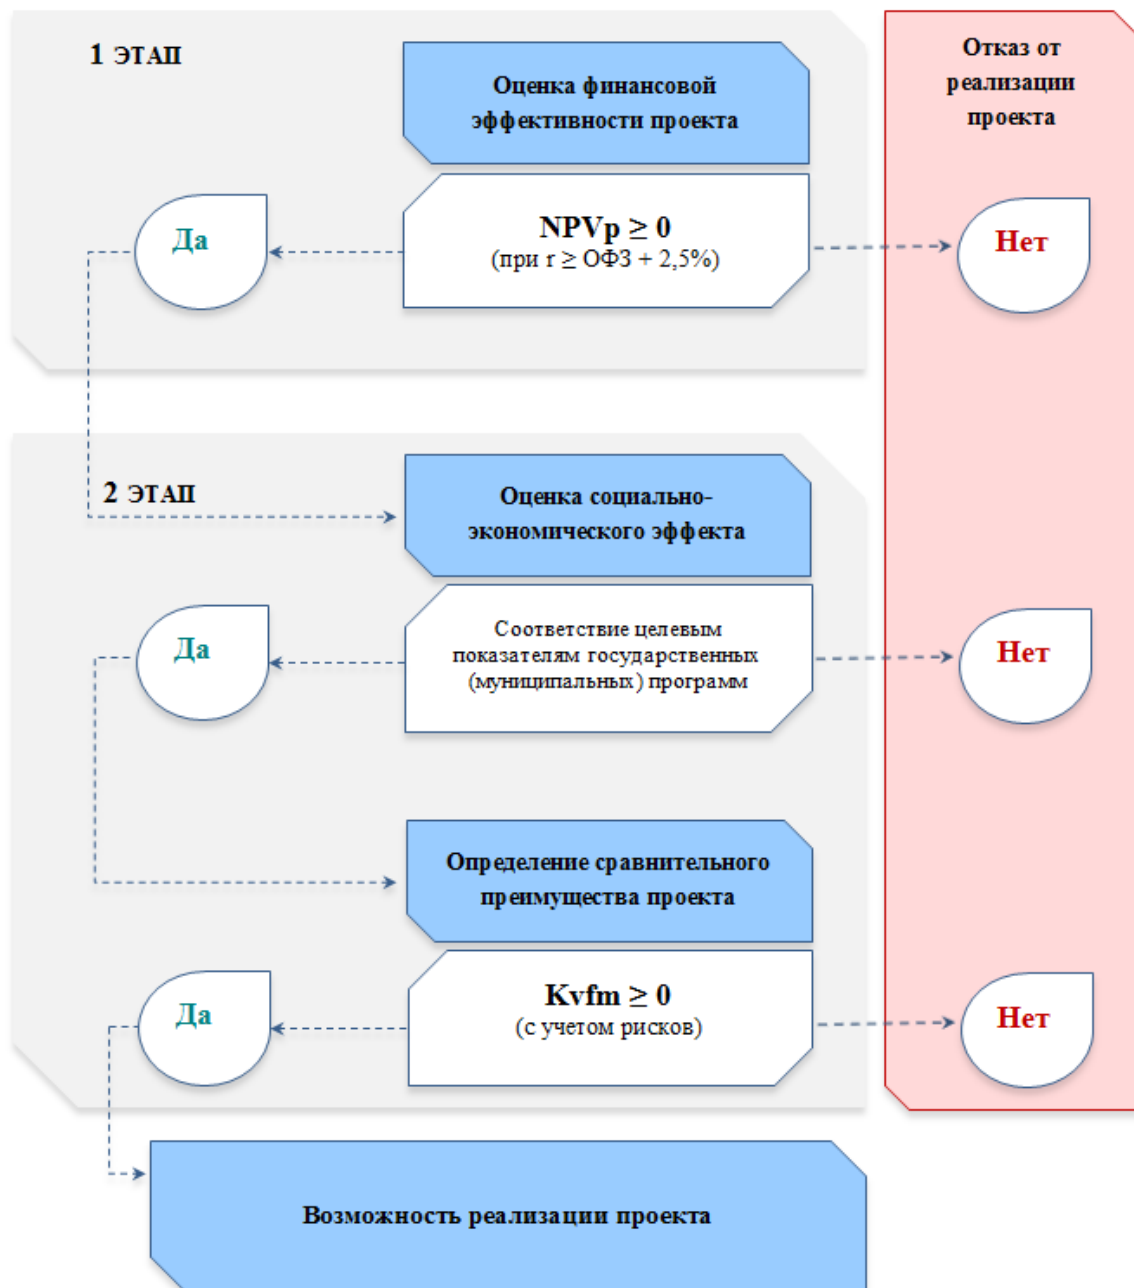 1 ЭТАП
Оценка финансовой
эффективности проекта
Отказ от
реализации
проекта
Да
NPVp ≥ 0
(при r ≥ ОФЗ + 2,5%)
Нет
2 ЭТАП
Оценка социально-
экономического эффекта
Да
Соответствие целевым
показателям государственных
(муниципальных) программ
Нет
Определение сравнительного
преимущества проекта
Да
Kvfm ≥ 0
(с учетом рисков)
Нет
Возможность реализации проекта